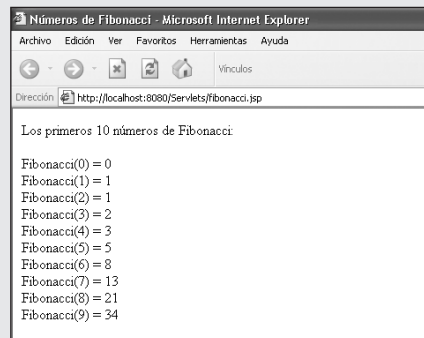 Números de Fibonacci - Microsoft Internet Explorer
Archivo Edición Ver Favoritos Herramientas Ayuda
Vínculos
Dirección http://localhost:8080/Servlets/fibonacci.jsp
Los primeros 10 números de Fibonacci:
Fibonacci(0) = 0
Fibonacci(1) = 1
Fibonacci(2) = 1
Fibonacci(3) = 2
Fibonacci(4) = 3
Fibonacci(5) = 5
Fibonacci(6) = 8
Fibonacci(7) = 13
Fibonacci(8) = 21
Fibonacci(9) = 34